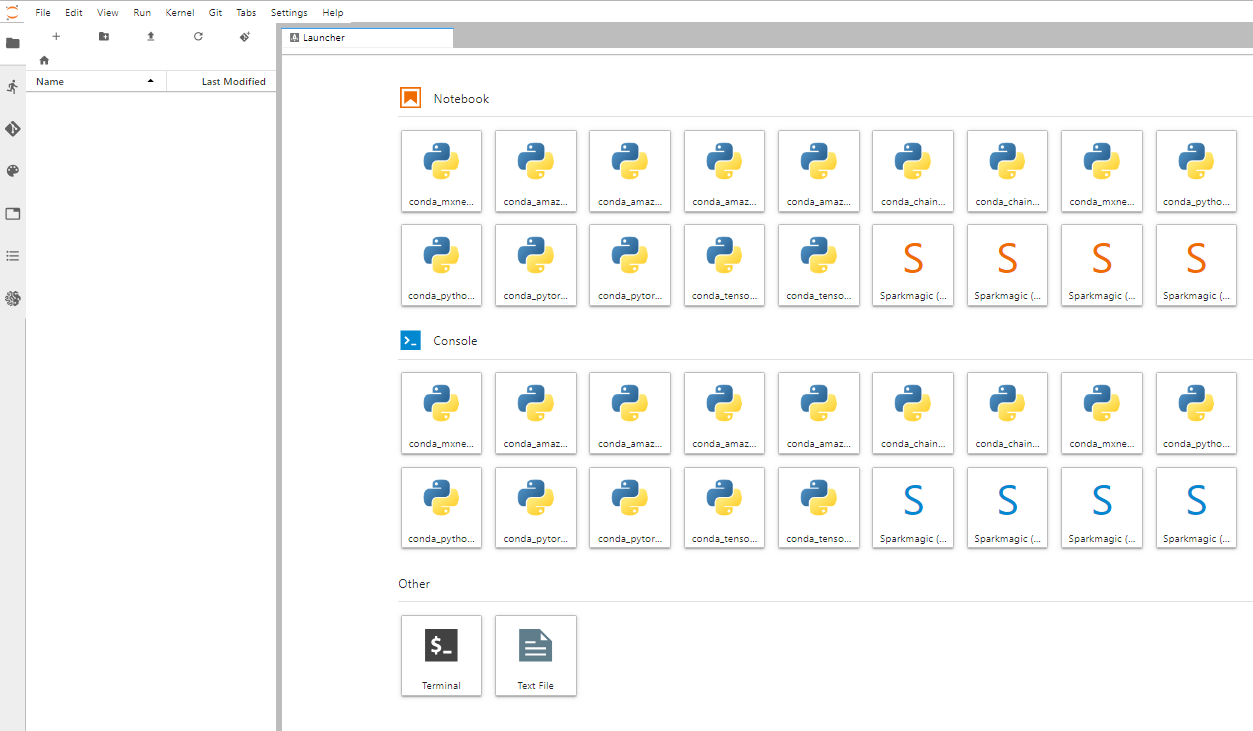 File Edit View Run Kernel Git Tabs Settings Help
Launcher
Name Last Modified
Notebook
conda_mxne... conda_amaz... conda_amaz... conda_amaz... conda_amaz... conda_chain... conda_chain... conda_mxne... conda_pytho...
conda_pytho... conda_pytor... conda_pytor... conda_tenso... conda_tenso... Sparkmagic (... Sparkmagic (... Sparkmagic (... Sparkmagic (...
Console
conda_mxne... conda_amaz... conda_amaz... conda_amaz... conda_amaz... conda_chain... conda_chain... conda_mxne... conda_pytho...
conda_pytho... conda_pytor... conda_pytor... conda_tenso... conda_tenso... Sparkmagic (... Sparkmagic (... Sparkmagic (... Sparkmagic (...
Other
Terminal Text File